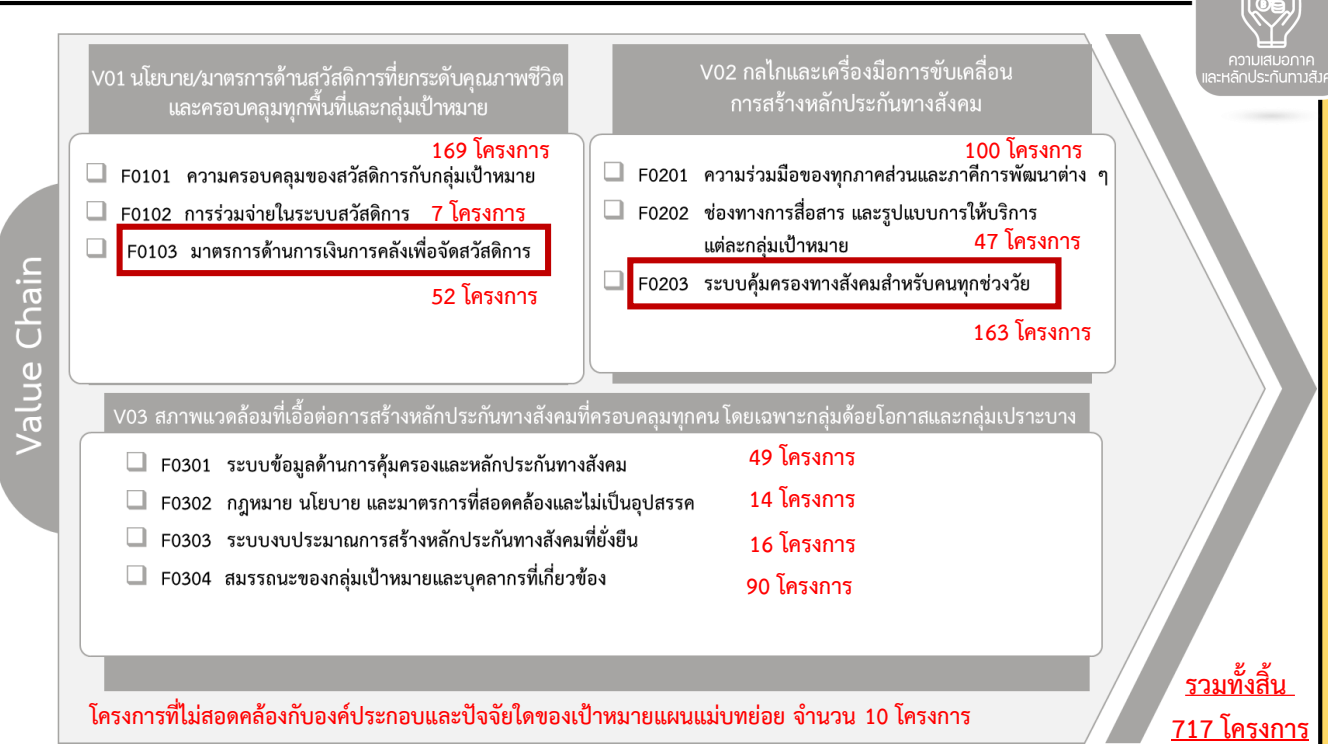 ความเสมอภาค
และหลักประกันทางสังค
Value Chain
V01 นโยบาย/มาตรการด้านสวัสดิการที่ยกระดับคุณภาพชีวิต
และครอบคลุมทุกพื้นที่และกลุ่มเป้าหมาย
169 โครงการ
F0101 ความครอบคลุมของสวัสดิการกับกลุ่มเป้าหมาย
F0102 การร่วมจ่ายในระบบสวัสดิการ 7 โครงการ
F0103 มาตรการด้านการเงินการคลังเพื่อจัดสวัสดิการ
52 โครงการ
V02 กลไกและเครื่องมือการขับเคลื่อน
การสร้างหลักประกันทางสังคม
100 โครงการ
F0201 ความร่วมมือของทุกภาคส่วนและภาคีการพัฒนาต่าง ๆ
F0202 ช่องทางการสื่อสาร และรูปแบบการให้บริการ
แต่ละกลุ่มเป้าหมาย 47 โครงการ
F0203 ระบบคุ้มครองทางสังคมสำหรับคนทุกช่วงวัย
163 โครงการ
V03 สภาพแวดล้อมที่เอื้อต่อการสร้างหลักประกันทางสังคมที่ครอบคลุมทุกคน โดยเฉพาะกลุ่มด้อยโอกาสและกลุ่มเปราะบาง
F0301 ระบบข้อมูลด้านการคุ้มครองและหลักประกันทางสังคม 49 โครงการ
F0302 กฎหมาย นโยบาย และมาตรการที่สอดคล้องและไม่เป็นอุปสรรค 14 โครงการ
F0303 ระบบงบประมาณการสร้างหลักประกันทางสังคมที่ยั่งยืน 16 โครงการ
F0304 สมรรถนะของกลุ่มเป้าหมายและบุคลากรที่เกี่ยวข้อง 90 โครงการ
โครงการที่ไม่สอดคล้องกับองค์ประกอบและปัจจัยใดของเป้าหมายแผนแม่บทย่อย จำนวน 10 โครงการ
รวมทั้งสิ้น
717 โครงการ